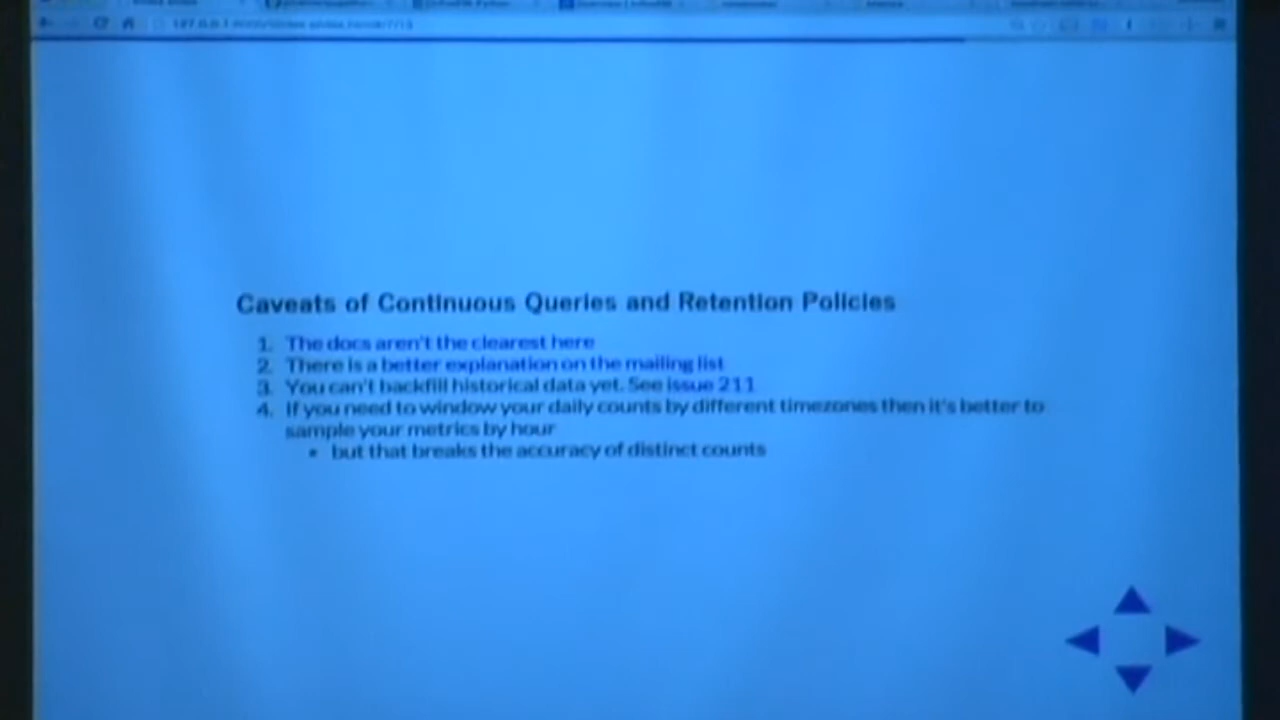 Caveats of Continuous Queries and Retention Policies
1. The docs aren't the clearest here
2. There is a better explanation on the mailing list
3. You can't backfill historical data yet. See issue 211
4. If you need to window your daily counts by different timezones then it's better to
sample your metrics by hour
• but that breaks the accuracy of distinct counts